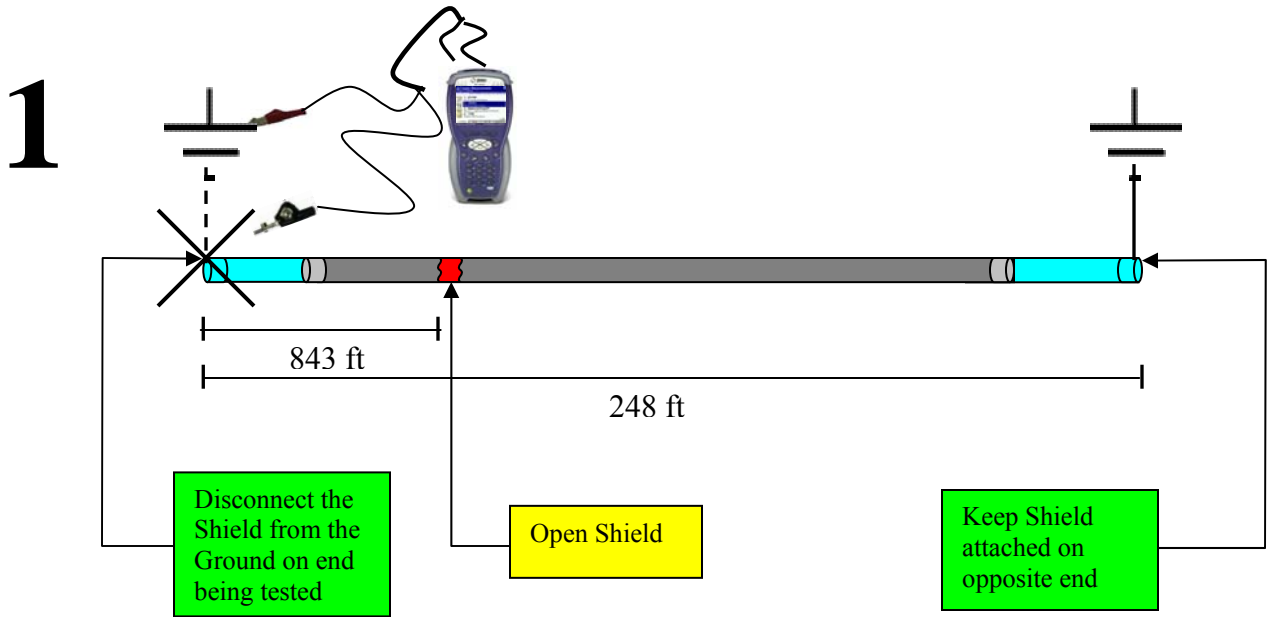 1
843 ft
248 ft
Disconnect the
Shield from the
Ground on end
being tested
Open Shield
Keep Shield
attached on
opposite end